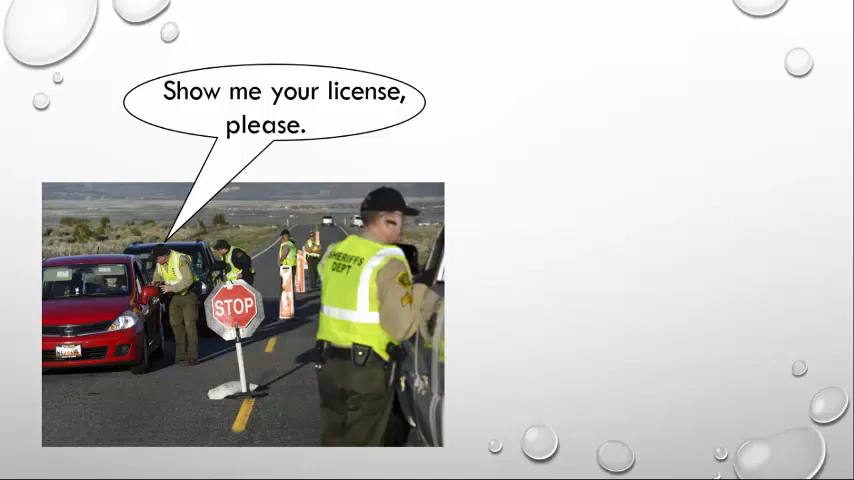 Show me your license,
please.
SHERIFFS
DEPT
STOP